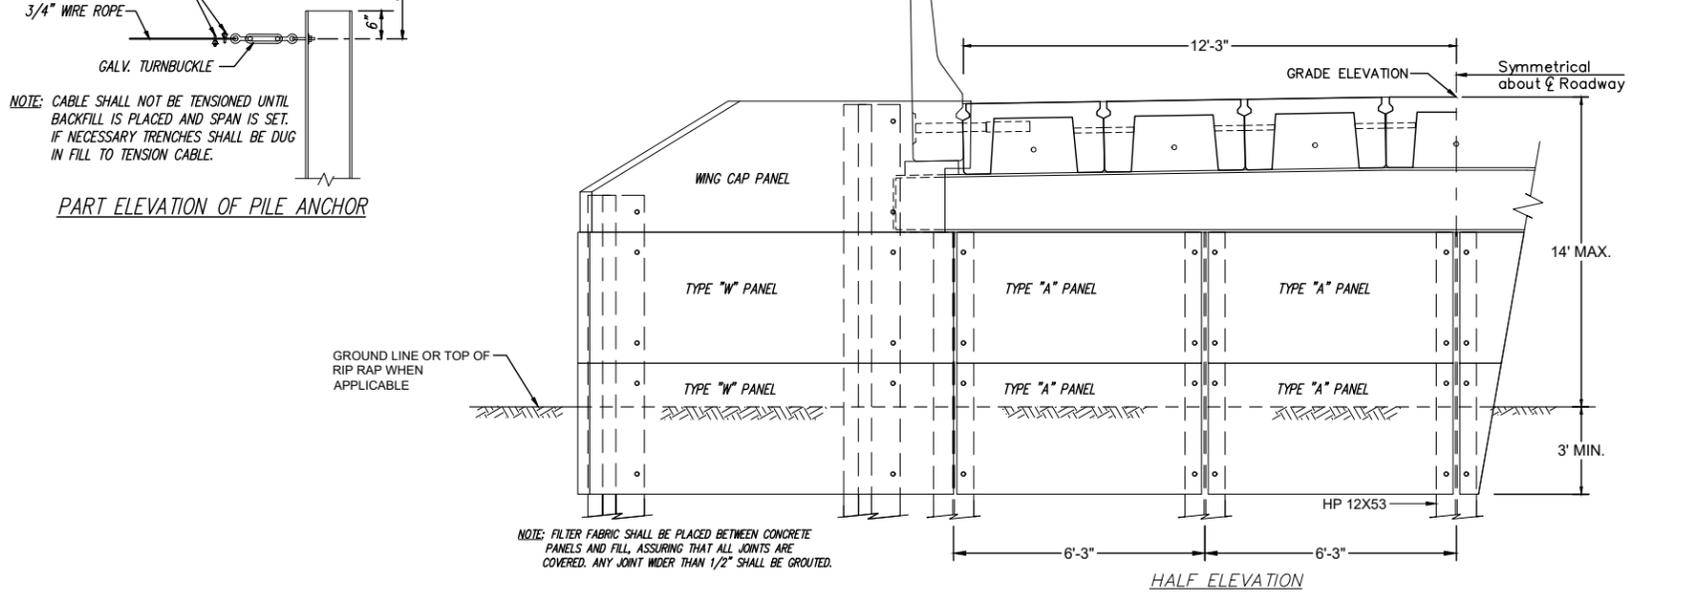 3/4" WIRE ROPE
6"
GALV. TURNBUCKLE
NOTE: CABLE SHALL NOT BE TENSIONED UNTIL
BACKFILL IS PLACED AND SPAN IS SET.
IF NECESSARY TRENCHES SHALL BE DUG
IN FILL TO TENSION CABLE.
PART ELEVATION OF PILE ANCHOR
12'-3"
GRADE ELEVATION
Symmetrical
about ℄ Roadway
WING CAP PANEL
14' MAX.
TYPE "W" PANEL
TYPE "A" PANEL
TYPE "A" PANEL
GROUND LINE OR TOP OF
RIP RAP WHEN
APPLICABLE
TYPE "W" PANEL
TYPE "A" PANEL
TYPE "A" PANEL
3' MIN.
HP 12X53
NOTE: FILTER FABRIC SHALL BE PLACED BETWEEN CONCRETE
PANELS AND FILL, ASSURING THAT ALL JOINTS ARE
COVERED. ANY JOINT WIDER THAN 1/2" SHALL BE GROUTED.
6'-3"
6'-3"
HALF ELEVATION